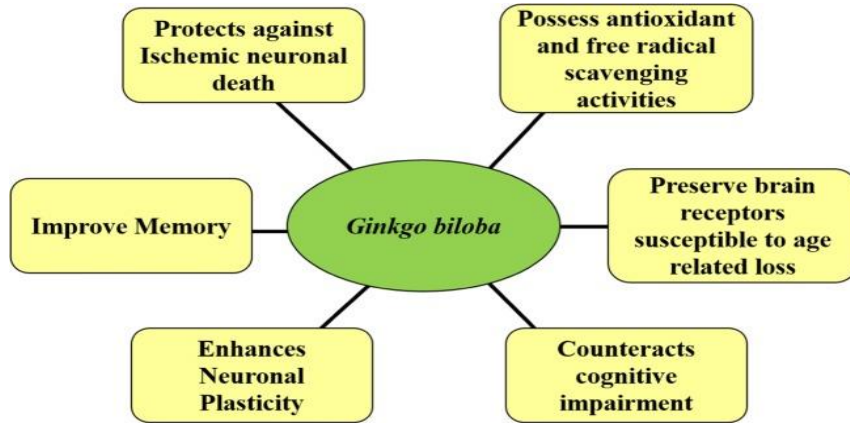 Protects against
Ischemic neuronal
death
Possess antioxidant
and free radical
scavenging
activities
Improve Memory
Ginkgo biloba
Preserve brain
receptors
susceptible to age
related loss
Enhances
Neuronal
Plasticity
Counteracts
cognitive
impairment